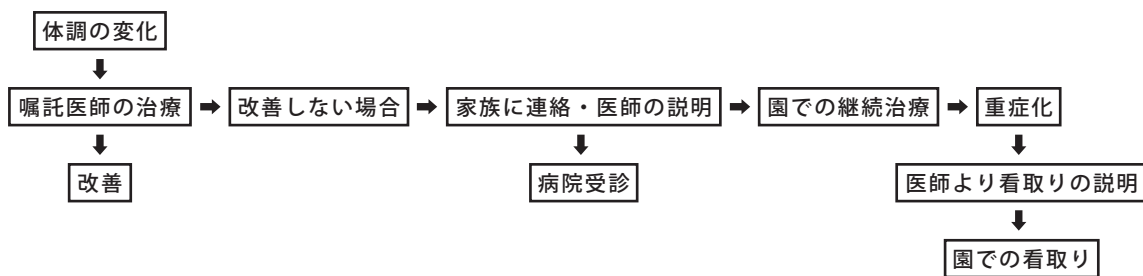 体調の変化
嘱託医師の治療
改善しない場合
家族に連絡・医師の説明
園での継続治療
重症化
改善
病院受診
医師より看取りの説明
園での看取り